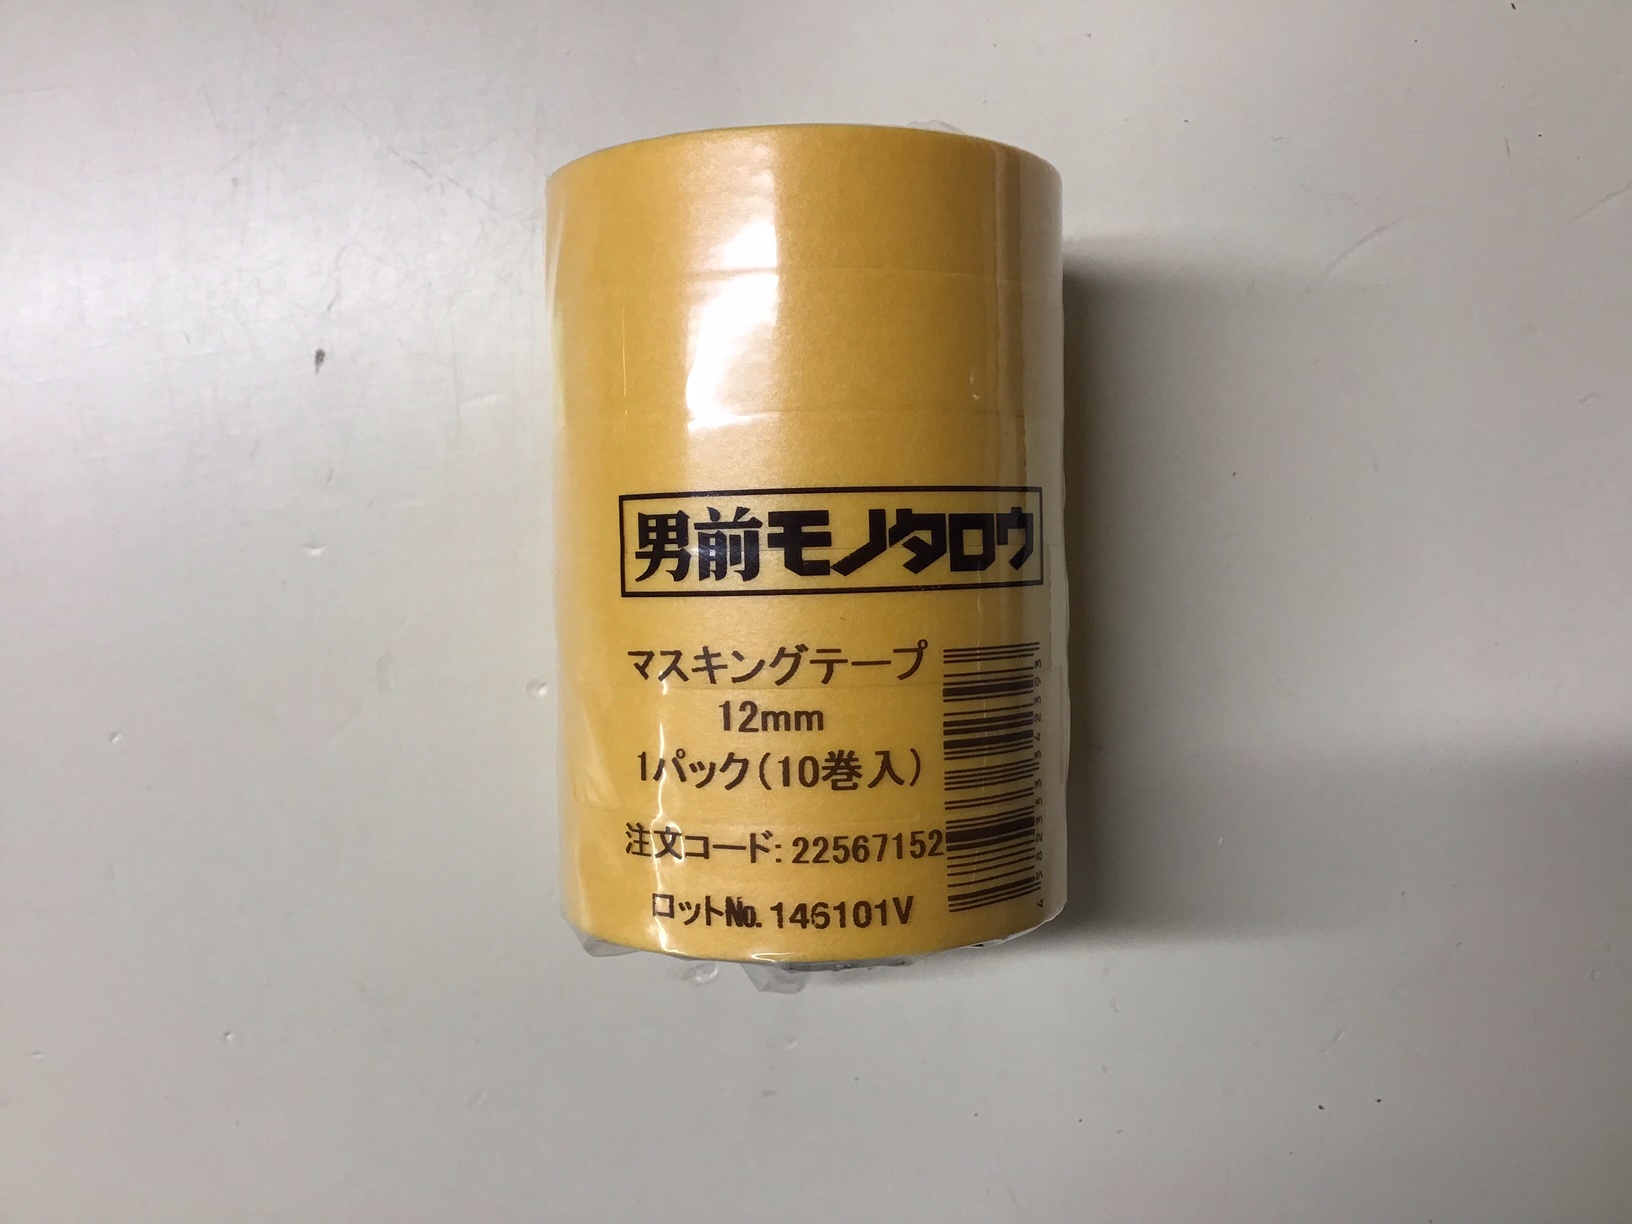 男前モノタロウ
マスキングテープ
12mm
1パック(10巻入)
注文コード: 22567152
ロットNo. 146101V